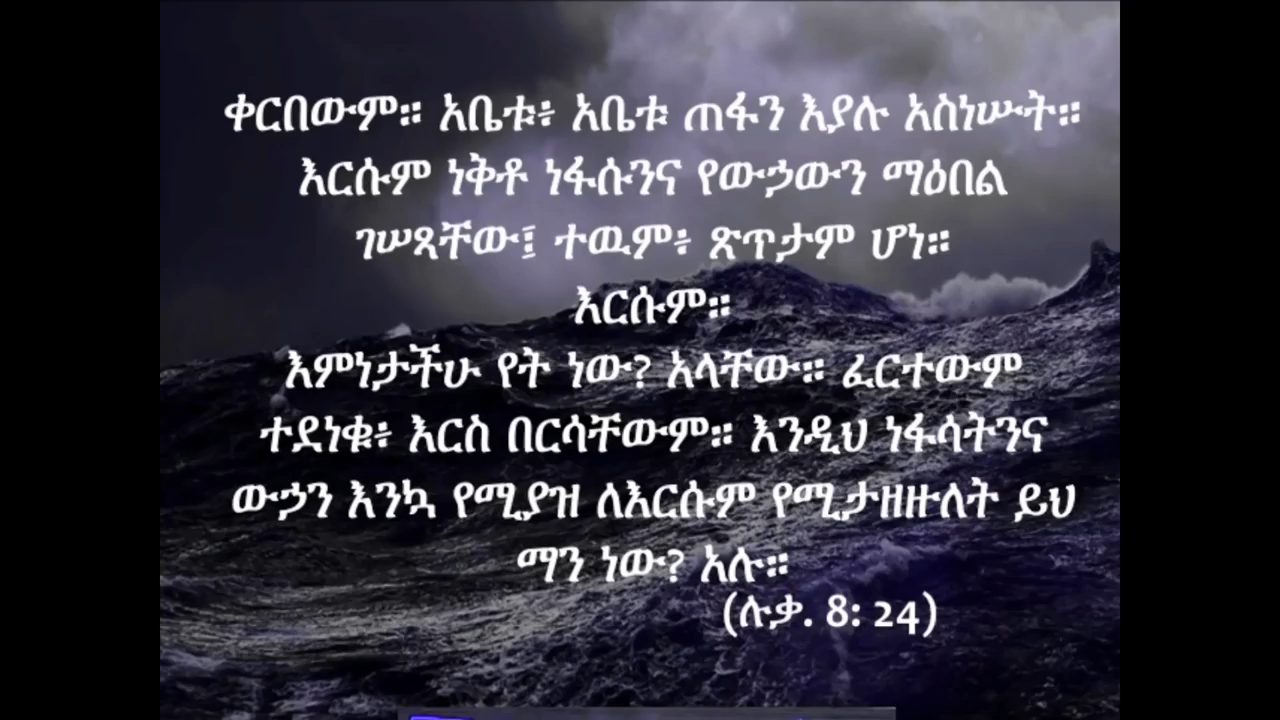 ቀርበውም። አቤቱ፥ አቤቱ ጠፋን እያሉ አስነሡት።
እርሱም ነቅቶ ነፋሱንና የውኃውን ማዕበል
ገሠጻቸው፤ ተዉም፥ ጽጥታም ሆነ።
እርሱም።
እምነታችሁ የት ነው? አላቸው። ፈርተውም
ተደነቁ፥ እርስ በርሳቸውም። እንዲህ ነፋሳትንና
ውኃን እንኳ የሚያዝ ለእርሱም የሚታዘዙለት ይህ
ማን ነው? አሉ።
(ሉቃ. 8: 24)